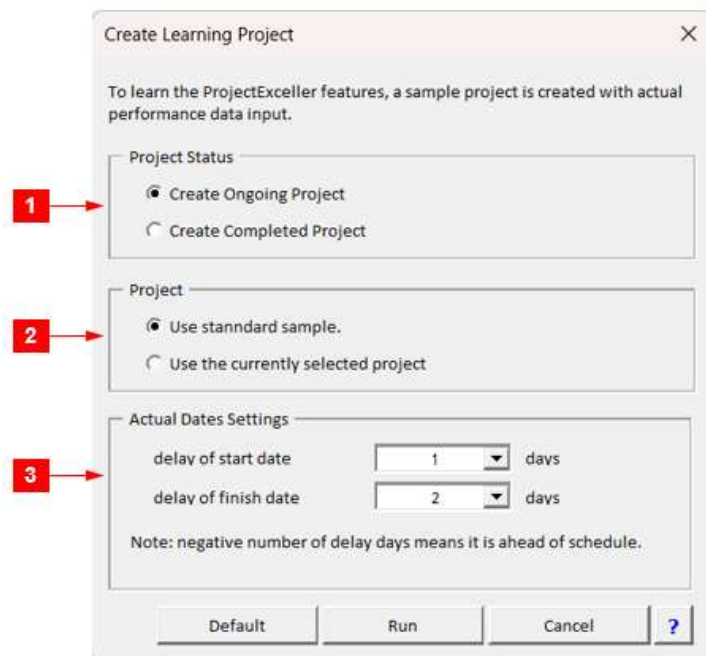 Create Learning Project
To learn the ProjectExceller features, a sample project is created with actual
performance data input.
Project Status
1
Create Ongoing Project
Create Completed Project
Project
2
Use stanndard sample.
Use the currently selected project
Actual Dates Settings
3
delay of start date 1 days
delay of finish date 2 days
Note: negative number of delay days means it is ahead of schedule.
Default Run Cancel ?